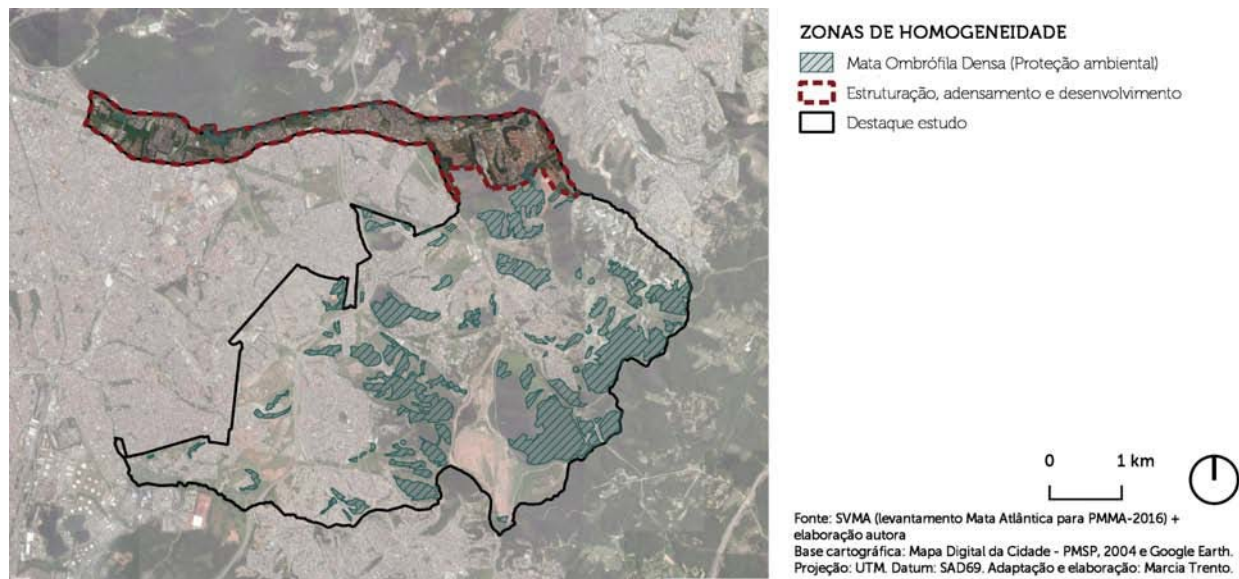 ZONAS DE HOMOGENEIDADE
Mata Ombrófila Densa (Proteção ambiental)
Estruturação, adensamento e desenvolvimento
Destaque estudo
0 1 km
Fonte: SVMA (levantamento Mata Atlântica para PMMA-2016) +
elaboração autora
Base cartográfica: Mapa Digital da Cidade - PMSP, 2004 e Google Earth.
Projeção: UTM. Datum: SAD69. Adaptação e elaboração: Marcia Trento.